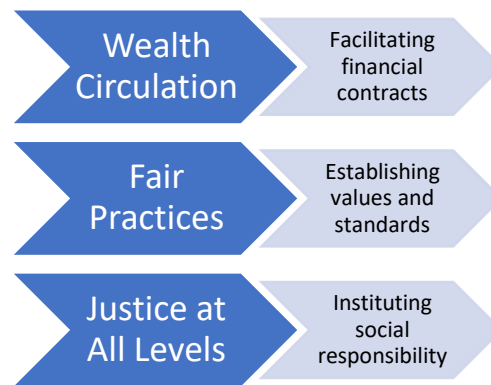 Wealth
Circulation
Facilitating
financial
contracts
Fair
Practices
Establishing
values and
standards
Justice at
All Levels
Instituting
social
responsibility